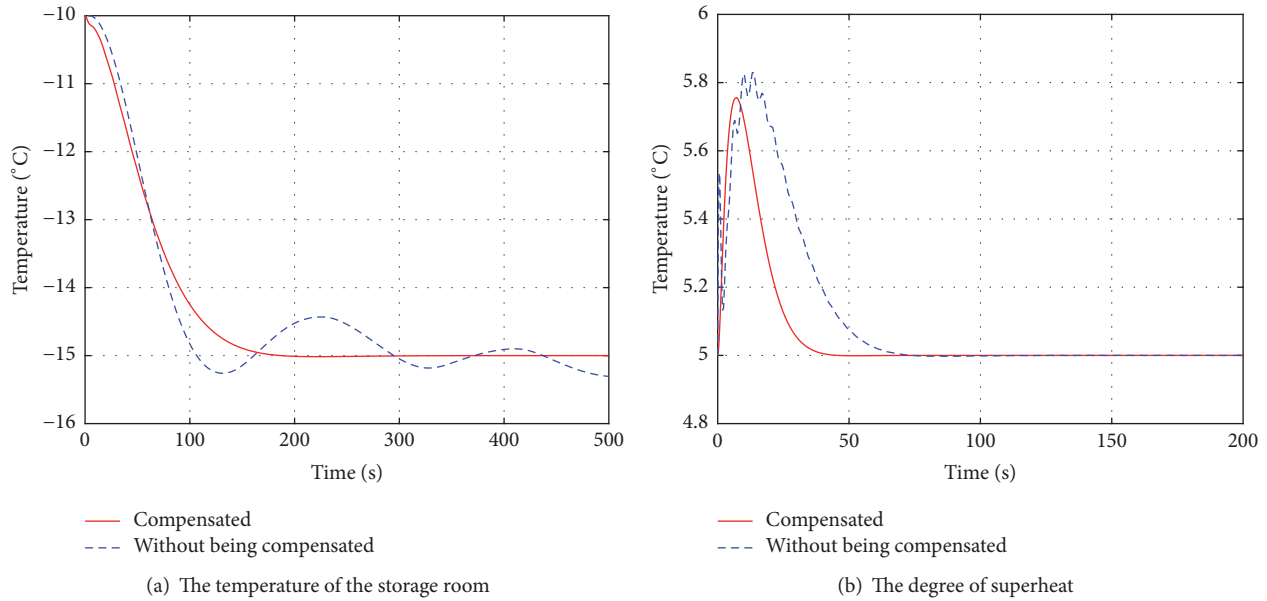 −10
−11
−12
−13
−14
−15
−16
Temperature (°C)
0
100
200
300
400
500
Time (s)
Compensated
Without being compensated
(a) The temperature of the storage room
6
5.8
5.6
5.4
5.2
5
4.8
Temperature (°C)
0
50
100
150
200
Time (s)
Compensated
Without being compensated
(b) The degree of superheat